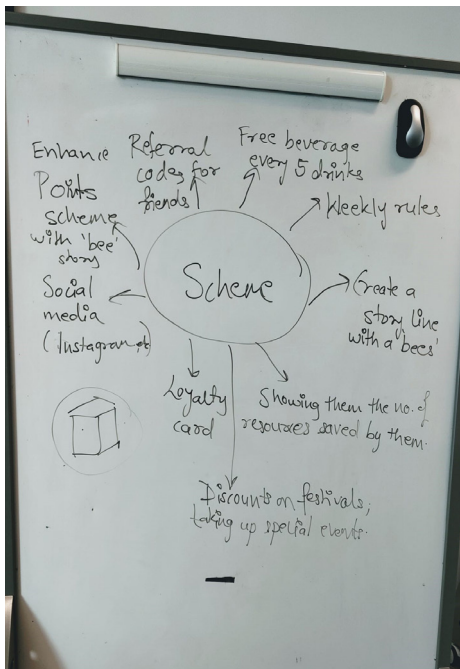 Enhance
Points
scheme
with 'bee'
story
Referral
codes for
friends
Free beverage
every 5 drinks
Weekly rules
Scheme
Create a
story line
with a bees'
Social
media
(Instagram, etc)
Loyalty
card
Showing them the no. of
resources saved by them.
Discounts on festivals,
taking up special events.